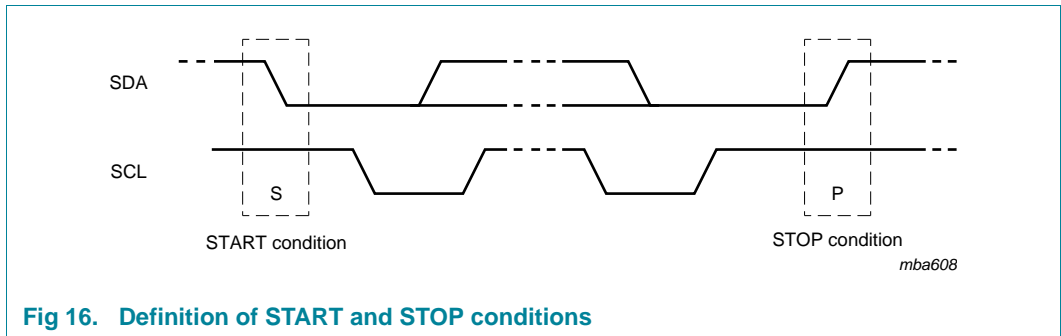 SDA
SCL
S
P
START condition
STOP condition
mba608
Fig 16. Definition of START and STOP conditions